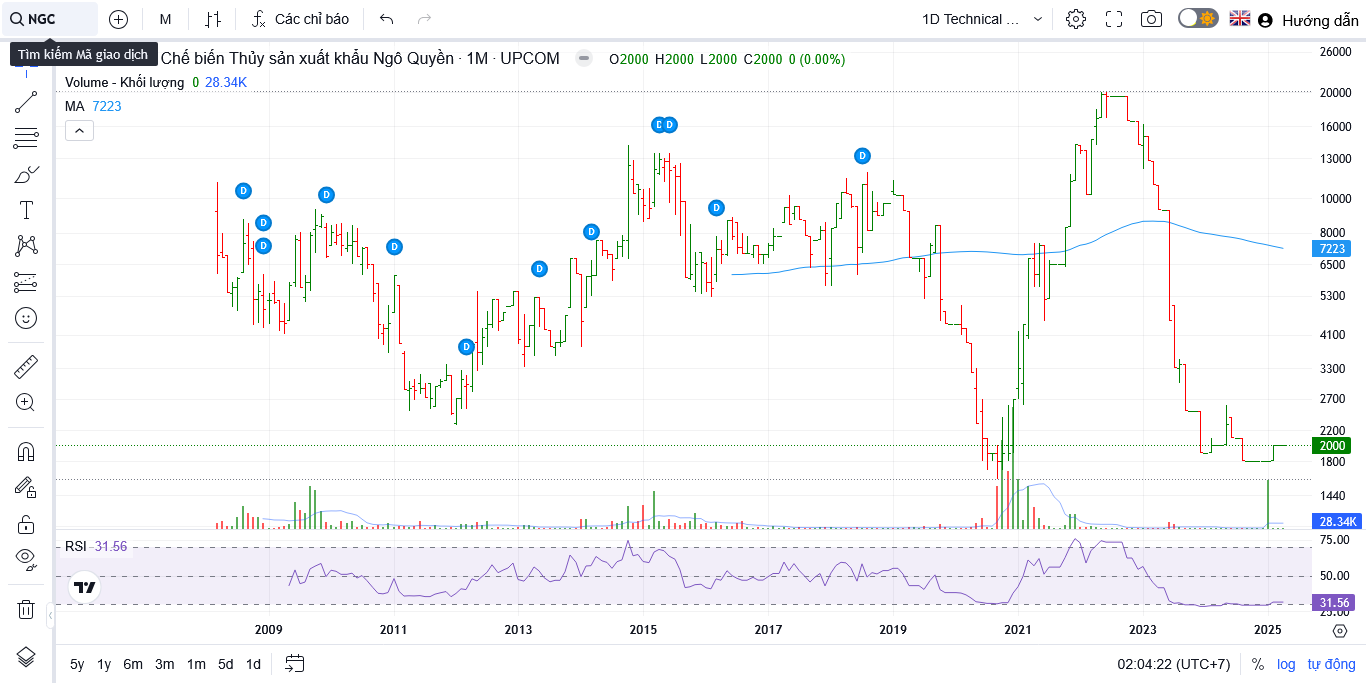 NGC M Các chỉ báo 1D Technical ... Hướng dẫn
Tìm kiếm Mã giao dịch
Chế biến Thủy sản xuất khẩu Ngô Quyền · 1M · UPCOM O2000 H2000 L2000 C2000 0 (0.00%)
Volume - Khối lượng 0 28.34K
MA 7223
26000
20000
16000
13000
10000
8000
7223
6500
5300
4100
3300
2700
2200
2000
1800
1440
28.34K
D
D
D
D
D
D
D
D
D
D
D
D
RSI 31.56
75.00
50.00
31.56
25.00
2009 2011 2013 2015 2017 2019 2021 2023 2025
5y 1y 6m 3m 1m 5d 1d 02:04:22 (UTC+7) % log tự động